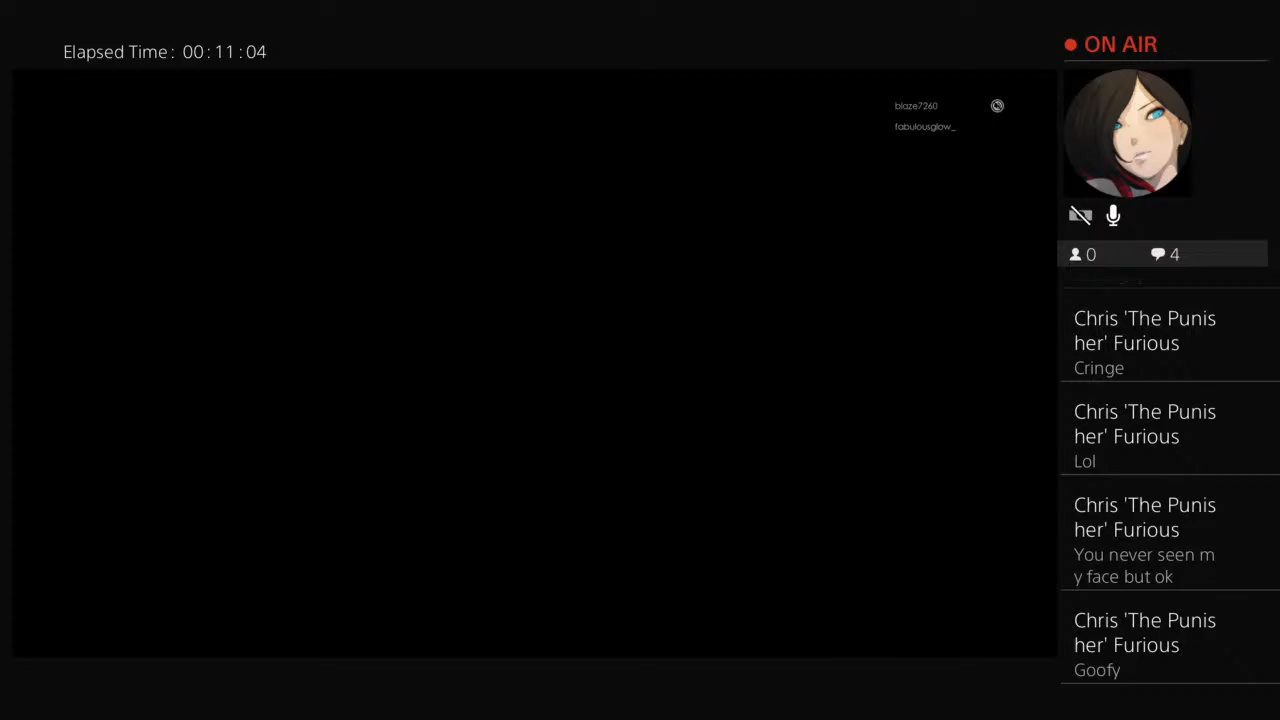 Elapsed Time: 00:11:04
ON AIR
blaze7260
fabulousglow_
0 4
Chris 'The Punis
her' Furious
Cringe
Chris 'The Punis
her' Furious
Lol
Chris 'The Punis
her' Furious
You never seen m
y face but ok
Chris 'The Punis
her' Furious
Goofy